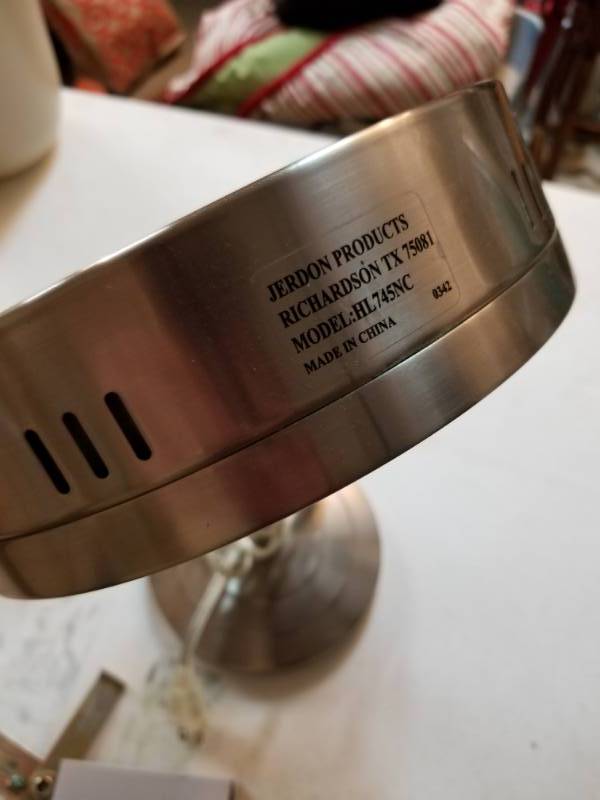 JERDON PRODUCTS
RICHARDSON TX 75081
MODEL:HL745NC
MADE IN CHINA
0342